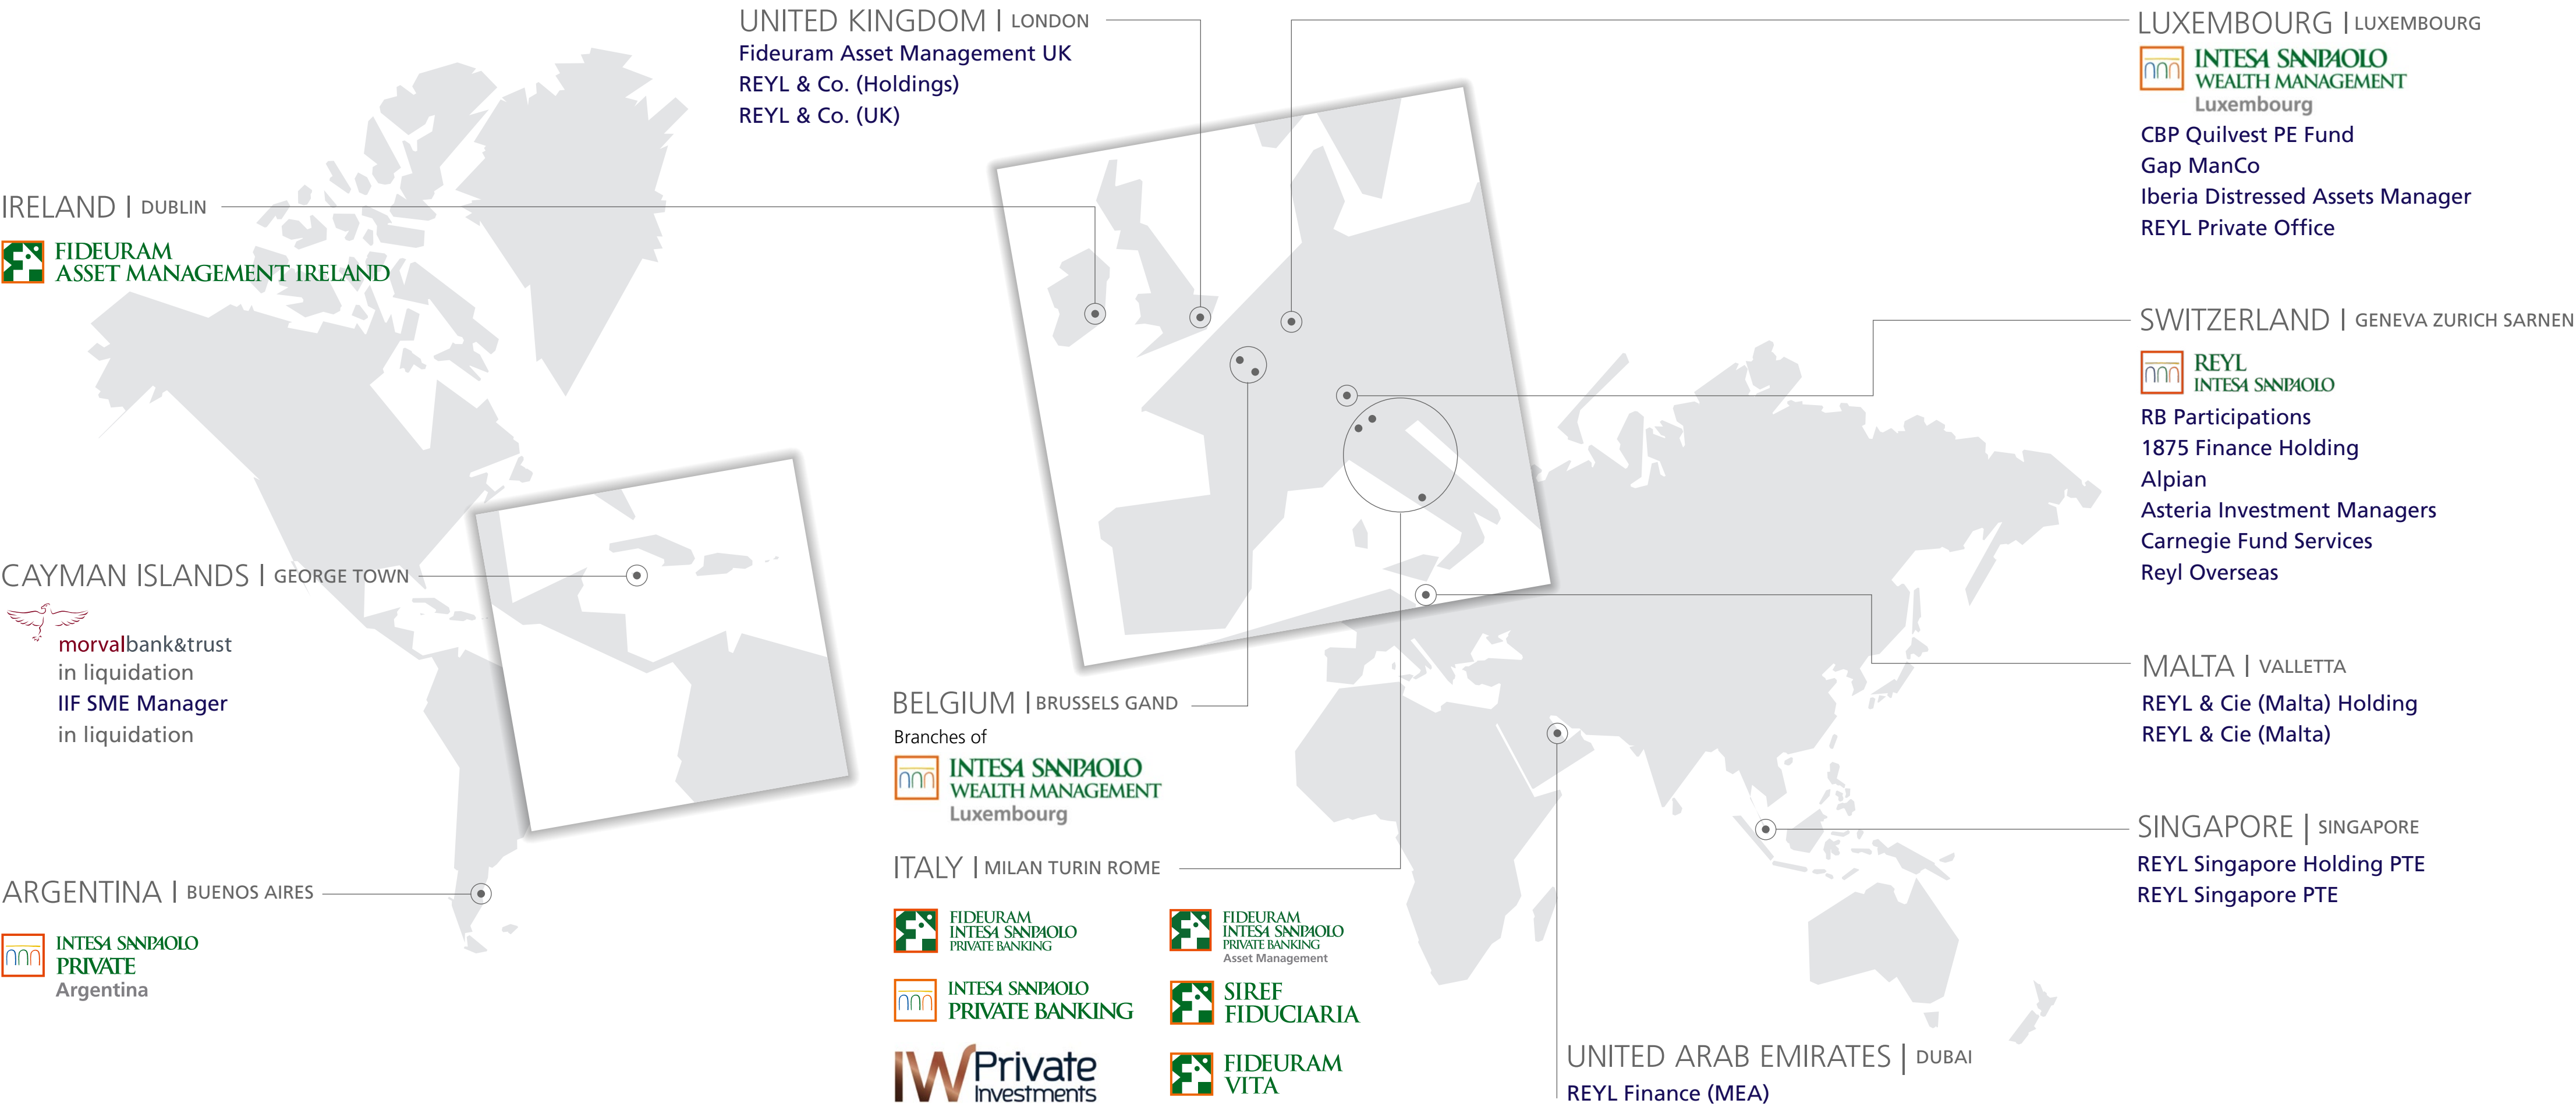 UNITED KINGDOM | LONDON
Fideuram Asset Management UK
REYL & Co. (Holdings)
REYL & Co. (UK)
LUXEMBOURG | LUXEMBOURG
INTESA SANPAOLO
WEALTH MANAGEMENT
Luxembourg
CBP Quilvest PE Fund
Gap ManCo
Iberia Distressed Assets Manager
REYL Private Office
IRELAND | DUBLIN
FIDEURAM
ASSET MANAGEMENT IRELAND
SWITZERLAND | GENEVA ZURICH SARNEN
REYL
INTESA SANPAOLO
RB Participations
1875 Finance Holding
Alpian
Asteria Investment Managers
Carnegie Fund Services
Reyl Overseas
CAYMAN ISLANDS | GEORGE TOWN
morvalbank&trust
in liquidation
IIF SME Manager
in liquidation
MALTA | VALLETTA
REYL & Cie (Malta) Holding
REYL & Cie (Malta)
BELGIUM | BRUSSELS GAND
Branches of
INTESA SANPAOLO
WEALTH MANAGEMENT
Luxembourg
SINGAPORE | SINGAPORE
REYL Singapore Holding PTE
REYL Singapore PTE
ARGENTINA | BUENOS AIRES
INTESA SANPAOLO
PRIVATE
Argentina
ITALY | MILAN TURIN ROME
FIDEURAM
INTESA SANPAOLO
PRIVATE BANKING
FIDEURAM
INTESA SANPAOLO
PRIVATE BANKING
Asset Management
INTESA SANPAOLO
PRIVATE BANKING
SIREF
FIDUCIARIA
IW Private
Investments
FIDEURAM
VITA
UNITED ARAB EMIRATES | DUBAI
REYL Finance (MEA)